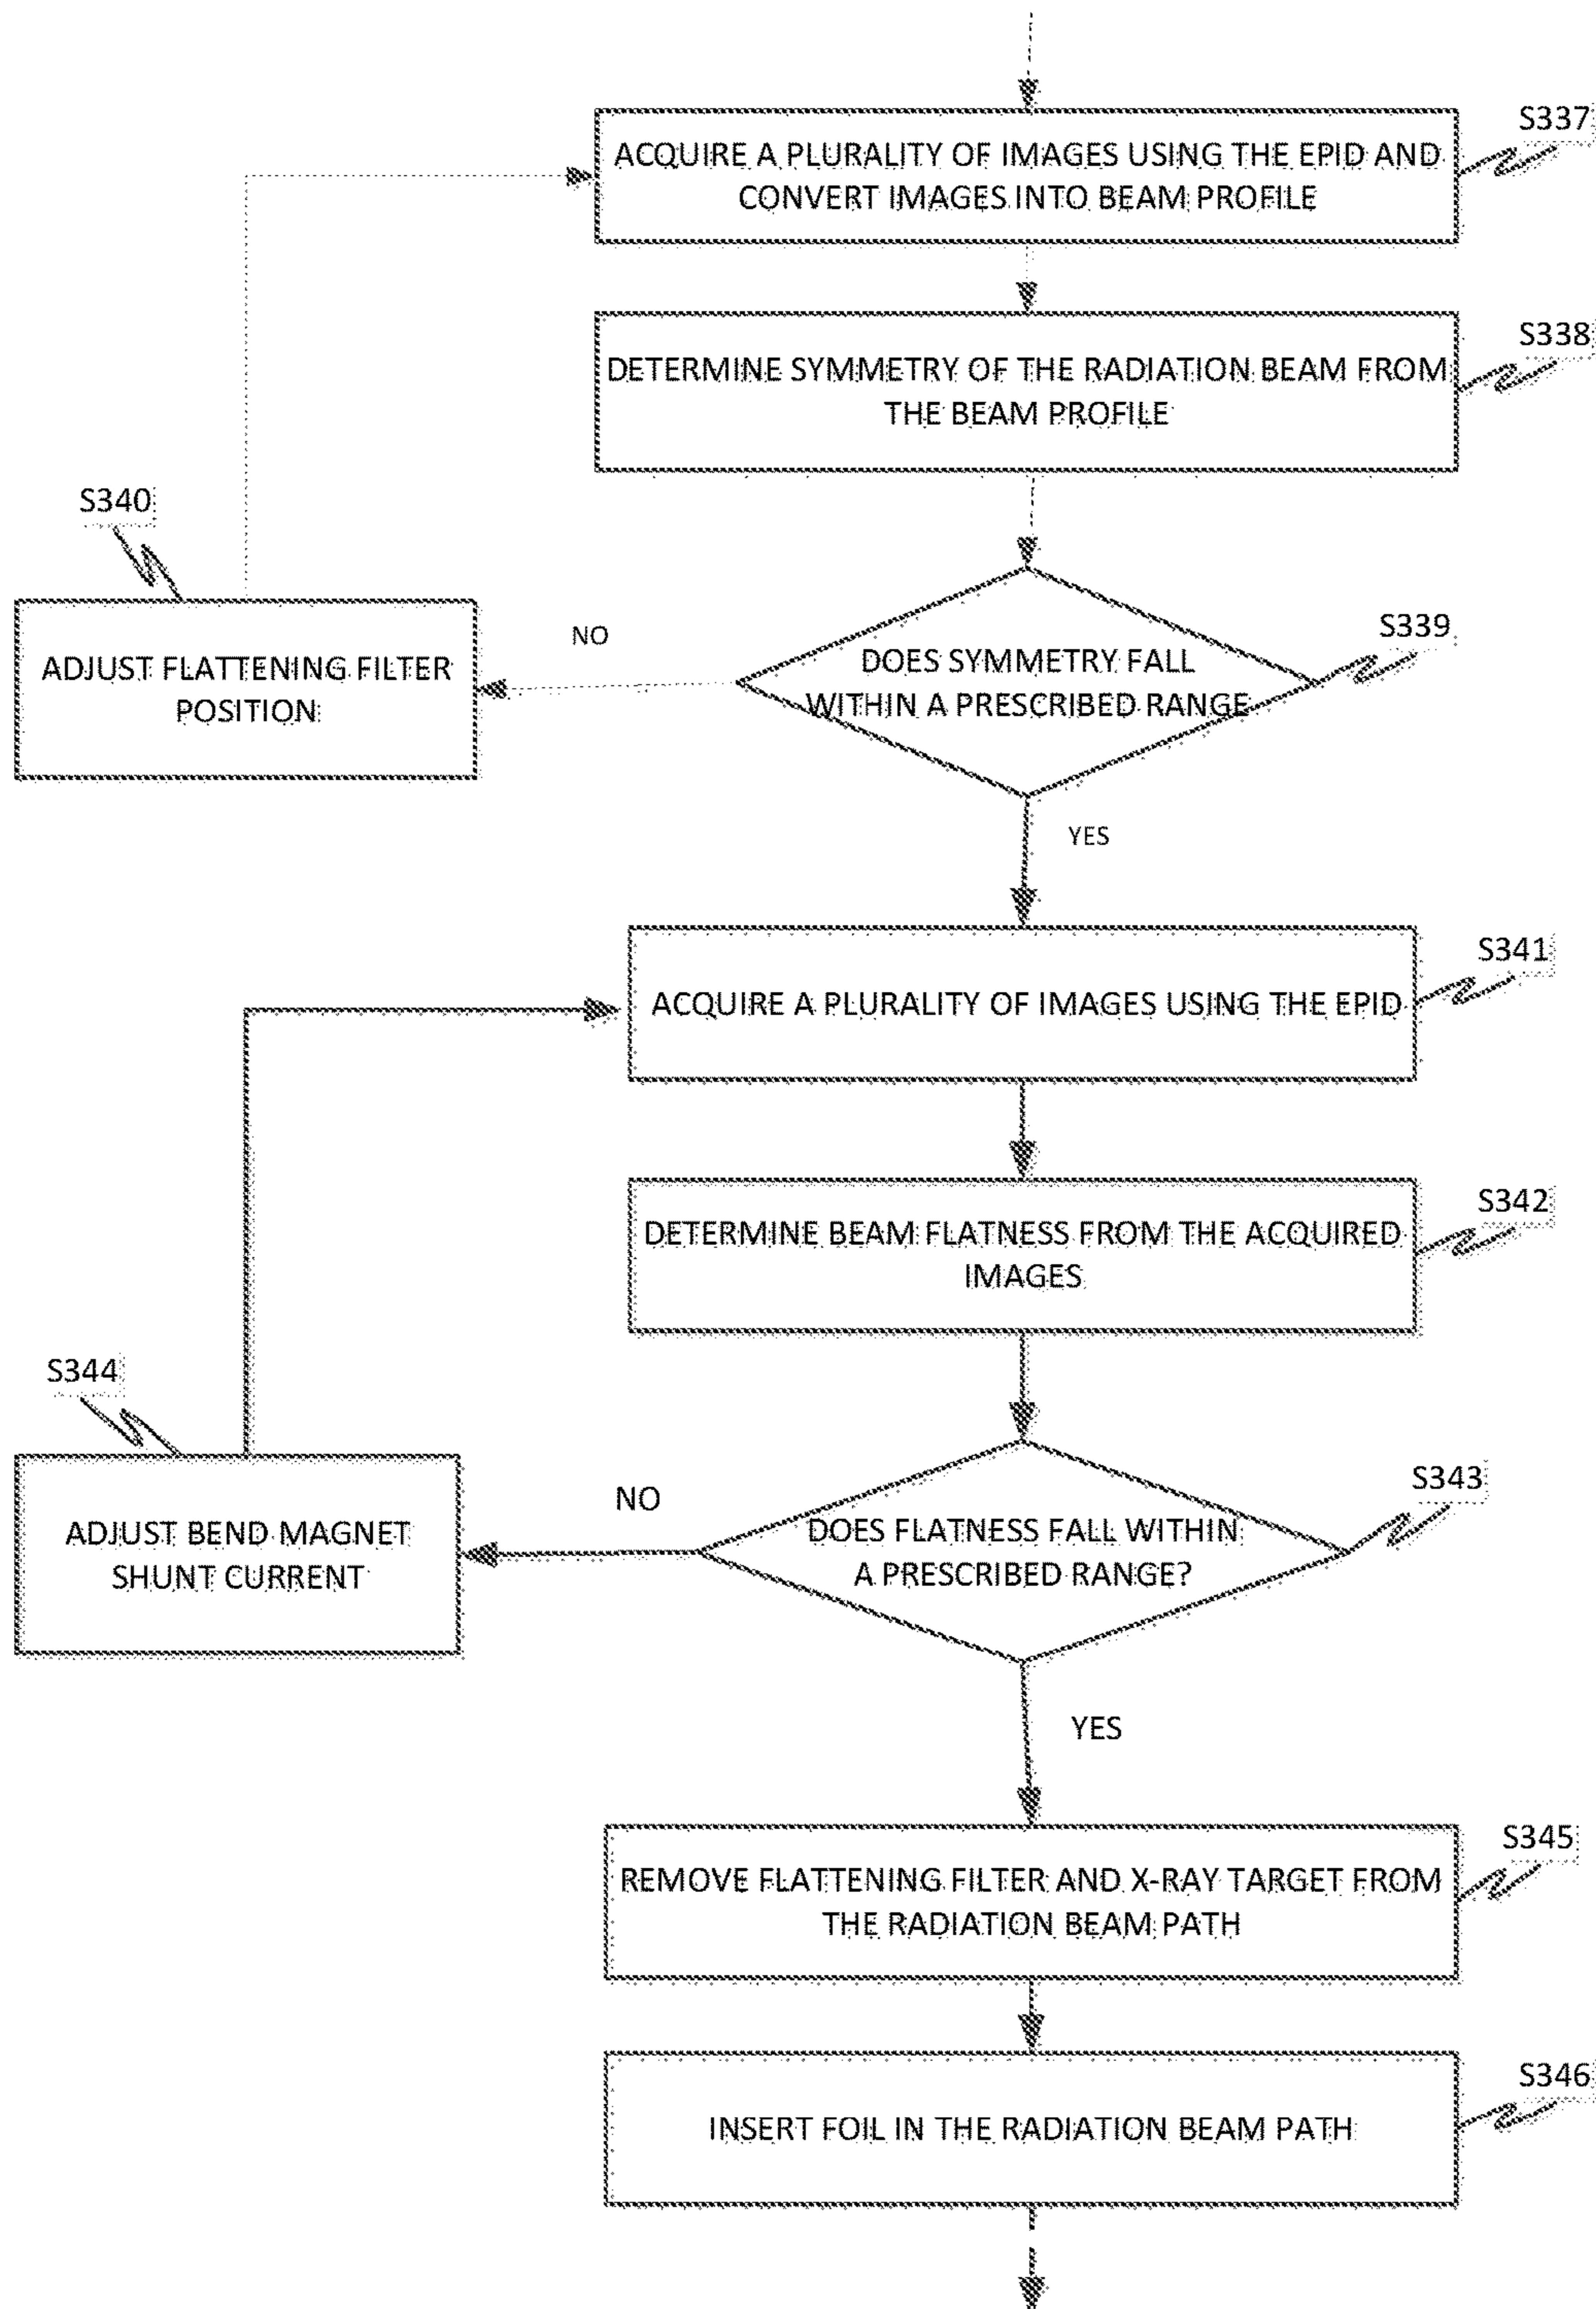 S337
ACQUIRE A PLURALITY OF IMAGES USING THE EPID AND
CONVERT IMAGES INTO BEAM PROFILE
S338
DETERMINE SYMMETRY OF THE RADIATION BEAM FROM
THE BEAM PROFILE
S340
ADJUST FLATTENING FILTER
POSITION
NO
S339
DOES SYMMETRY FALL
WITHIN A PRESCRIBED RANGE
YES
S341
ACQUIRE A PLURALITY OF IMAGES USING THE EPID
S342
DETERMINE BEAM FLATNESS FROM THE ACQUIRED
IMAGES
S344
ADJUST BEND MAGNET
SHUNT CURRENT
NO
S343
DOES FLATNESS FALL WITHIN
A PRESCRIBED RANGE?
YES
S345
REMOVE FLATTENING FILTER AND X-RAY TARGET FROM
THE RADIATION BEAM PATH
S346
INSERT FOIL IN THE RADIATION BEAM PATH